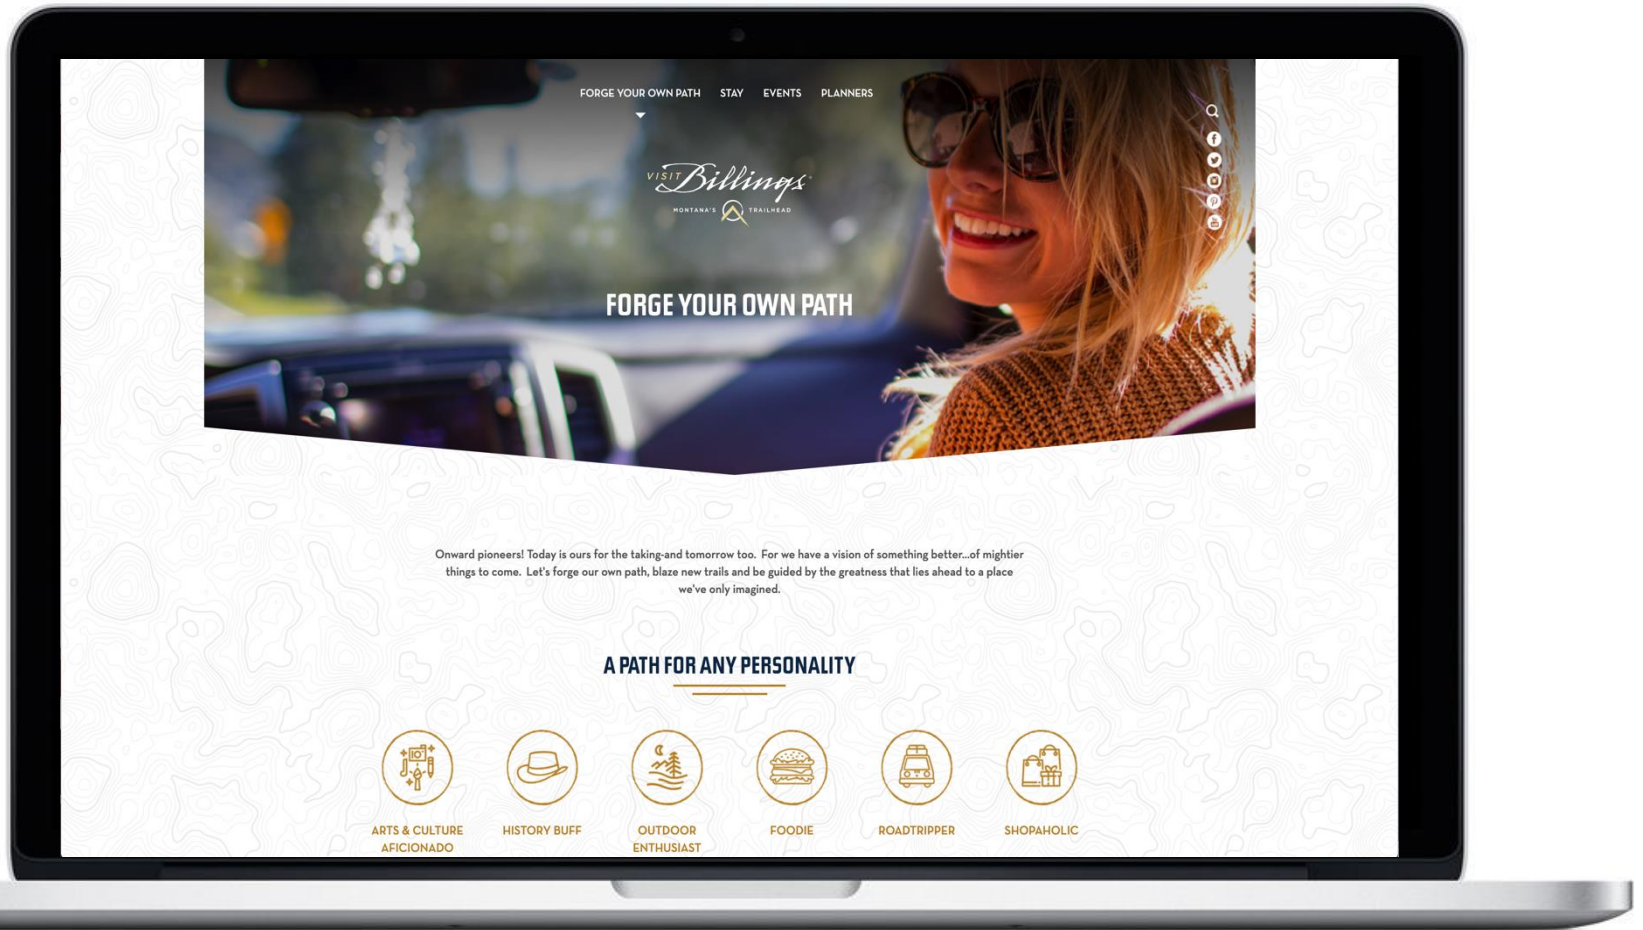 FORGE YOUR OWN PATH STAY EVENTS PLANNERS
VISIT Billings
MONTANA'S TRAILHEAD
FORGE YOUR OWN PATH
Onward pioneers! Today is ours for the taking-and tomorrow too. For we have a vision of something better...of mightier
things to come. Let's forge our own path, blaze new trails and be guided by the greatness that lies ahead to a place
we've only imagined.
A PATH FOR ANY PERSONALITY
ARTS & CULTURE
AFICIONADO
HISTORY BUFF
OUTDOOR
ENTHUSIAST
FOODIE
ROADTRIPPER
SHOPAHOLIC